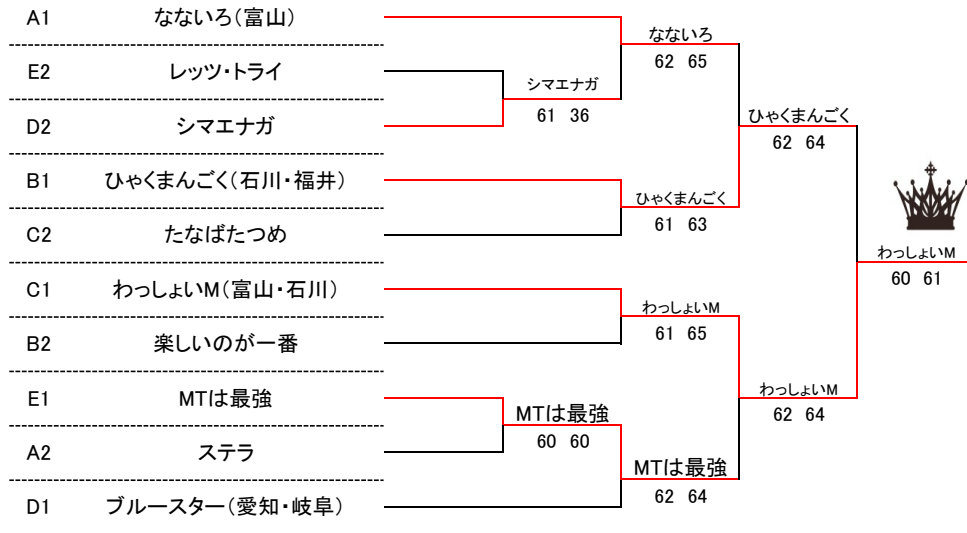 A1 なないろ(富山)
E2 レッツ・トライ
D2 シマエナガ
B1 ひゃくまんごく(石川・福井)
C2 たなばたつめ
C1 わっしょいM(富山・石川)
B2 楽しいのが一番
E1 MTは最強
A2 ステラ
D1 ブルースター(愛知・岐阜)
シマエナガ
61 36
MTは最強
60 60
なないろ
62 65
ひゃくまんごく
61 63
わっしょいM
61 65
MTは最強
62 64
ひゃくまんごく
62 64
わっしょいM
62 64
わっしょいM
60 61